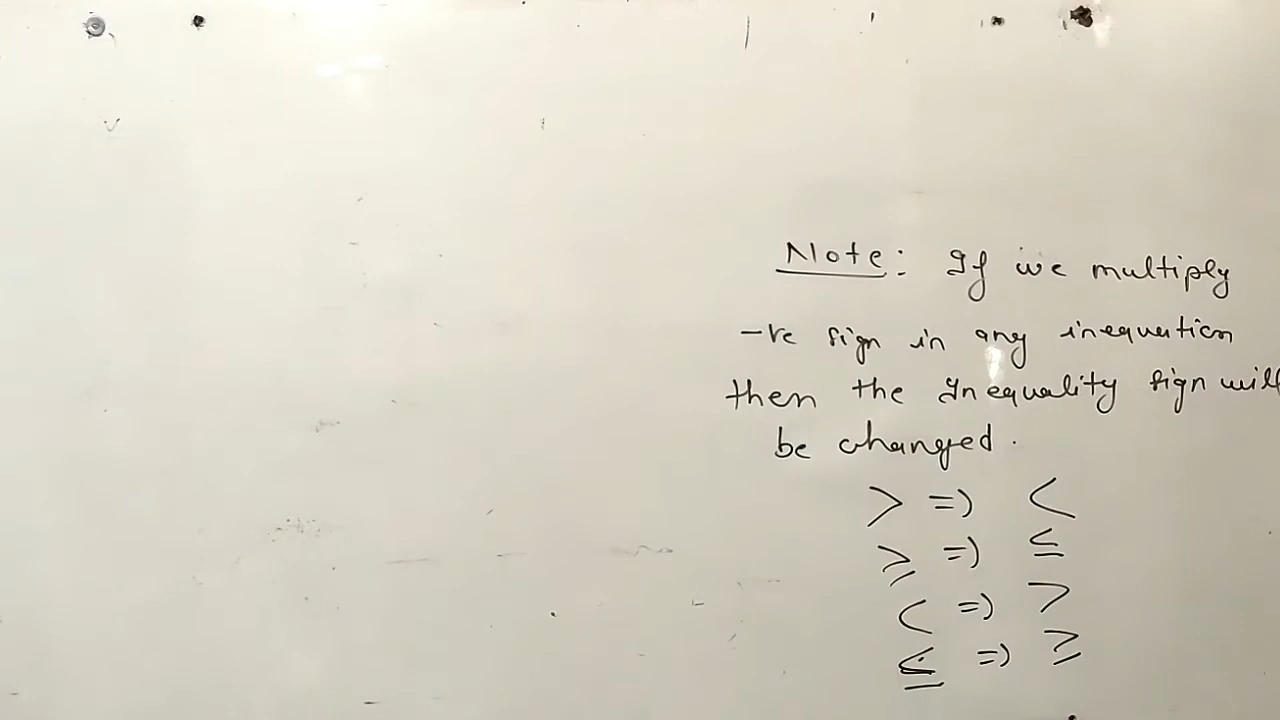 Note: If we multiply
-ve sign in any inequation
then the Inequality sign will
be changed.
> => <
≥ => ≤
< => >
≤ => ≥